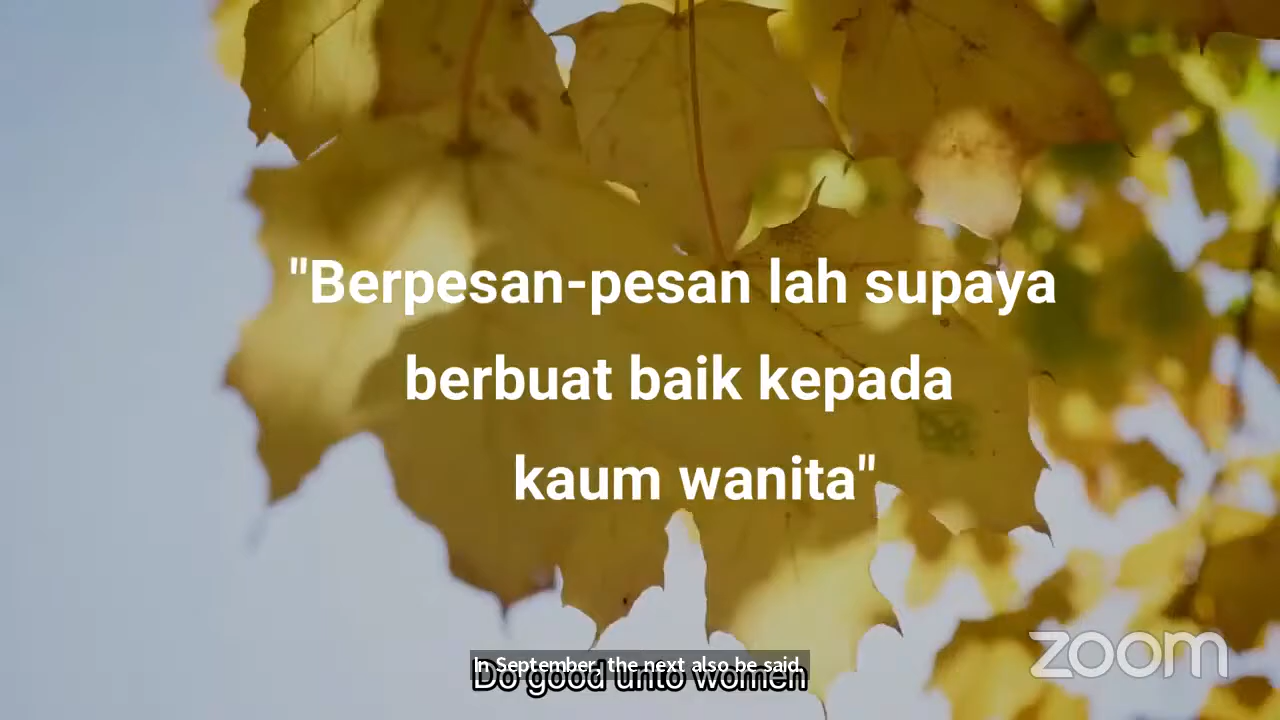 "Berpesan-pesan lah supaya
berbuat baik kepada
kaum wanita"
zoom
In September, the next also be said.
Do good unto women